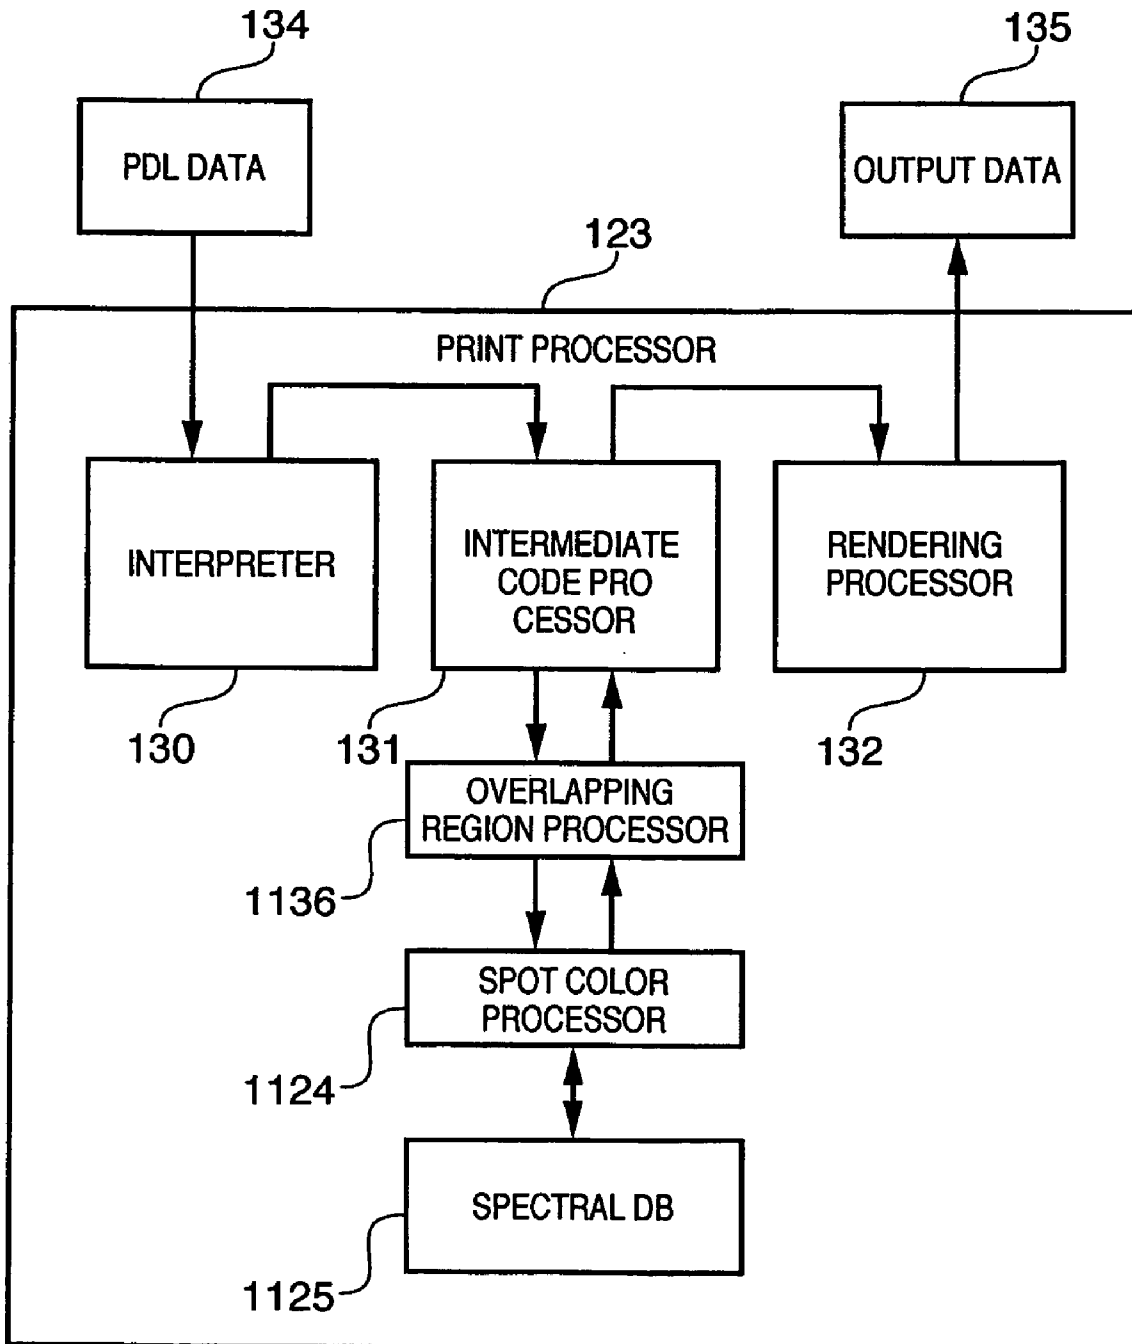 134
135
PDL DATA
OUTPUT DATA
123
PRINT PROCESSOR
INTERPRETER
INTERMEDIATE
CODE PRO
CESSOR
RENDERING
PROCESSOR
130
131
132
OVERLAPPING
REGION PROCESSOR
1136
SPOT COLOR
PROCESSOR
1124
SPECTRAL DB
1125